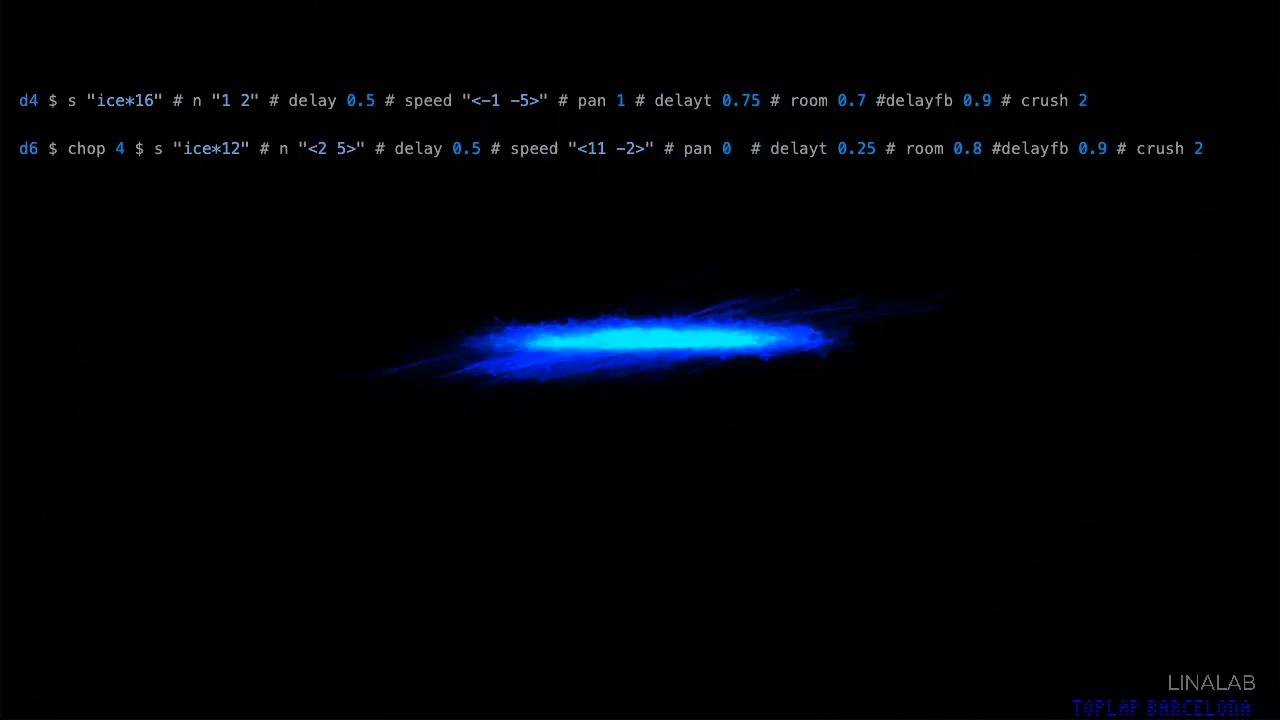 d4 $ s "ice*16" # n "1 2" # delay 0.5 # speed "<-1 -5>" # pan 1 # delayt 0.75 # room 0.7 #delayfb 0.9 # crush 2
d6 $ chop 4 $ s "ice*12" # n "<2 5>" # delay 0.5 # speed "<11 -2>" # pan 0  # delayt 0.25 # room 0.8 #delayfb 0.9 # crush 2
LINALAB
TOPLAP BARCELONA